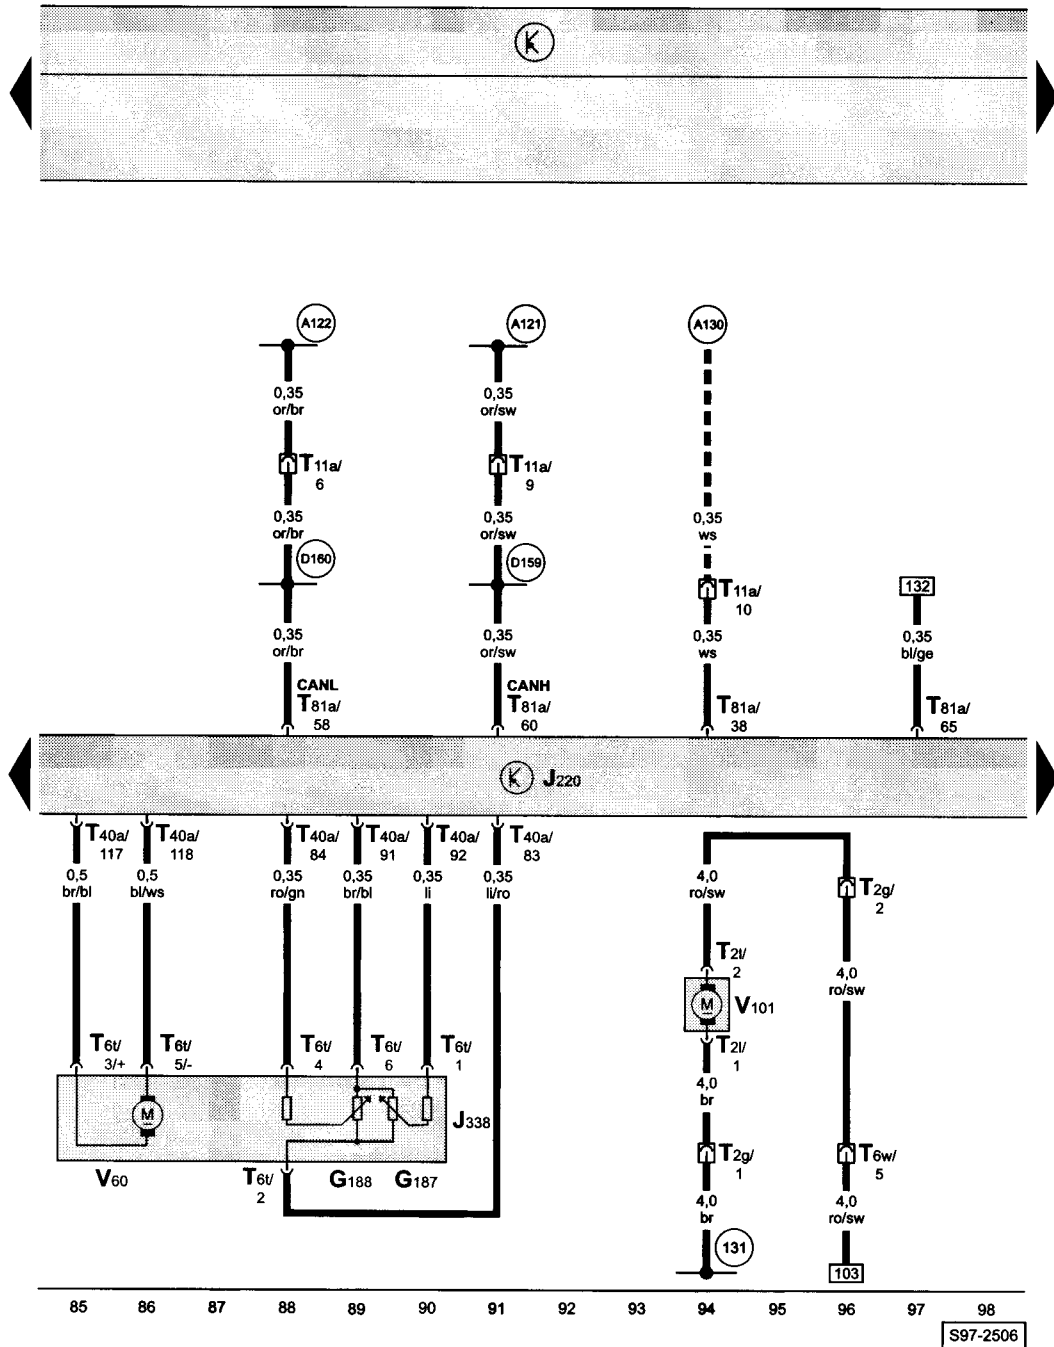 A122 A121 A130
0,35 0,35
or/br or/sw
T11a/ T11a/
6 9
0,35 0,35 0,35
or/br or/sw ws
D160 D159
T11a/ 132
10
0,35 0,35 0,35 0,35
or/br or/sw ws bl/ge
CANL CANH
T81a/ T81a/ T81a/ T81a/
58 60 38 65
J220
T40a/ T40a/ T40a/ T40a/ T40a/ T40a/
117 118 84 91 92 83
0,5 0,5 0,35 0,35 0,35 0,35 4,0
br/bl bl/ws ro/gn br/bl li li/ro ro/sw
T2g/
2
T2l/
2
4,0
ro/sw
M V101
T6t/ T6t/ T6t/ T6t/ T6t/ T2l/
3/+ 5/- 4 6 1 1
4,0
br
M J338
T2g/ T6w/
1 5
V60 T6t/ G188 G187
2
4,0 4,0
br ro/sw
131
103
85 86 87 88 89 90 91 92 93 94 95 96 97 98
S97-2506